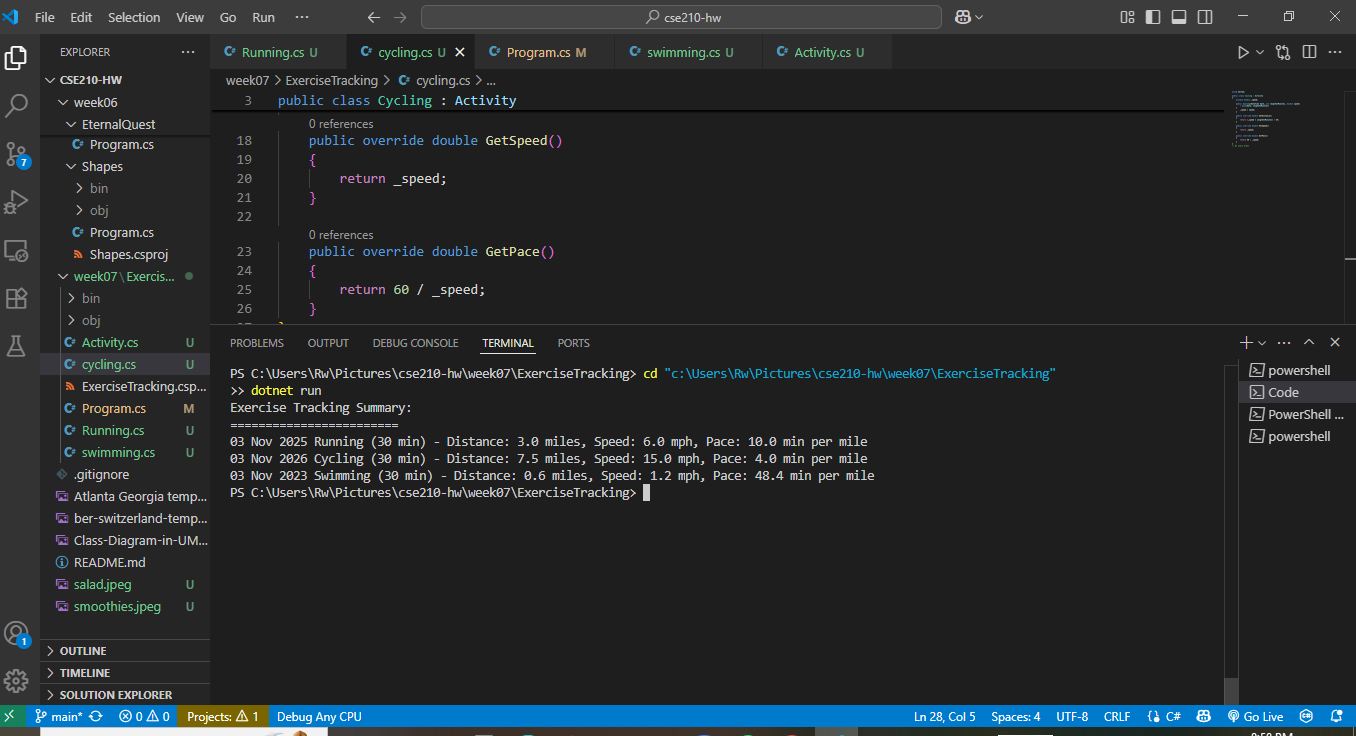 File Edit Selection View Go Run ··· cse210-hw
EXPLORER ···
CSE210-HW
week06
EternalQuest
Program.cs
Shapes
bin
obj
Program.cs
Shapes.csproj
week07\Exercis...
bin
obj
Activity.cs U
cycling.cs U
ExerciseTracking.csp...
Program.cs M
Running.cs U
swimming.cs U
.gitignore
Atlanta Georgia temp...
ber-switzerland-temp...
Class-Diagram-in-UM...
README.md
salad.jpeg U
smoothies.jpeg U
OUTLINE
TIMELINE
SOLUTION EXPLORER
7
1
Running.cs U cycling.cs U Program.cs M swimming.cs U Activity.cs U
week07 > ExerciseTracking > cycling.cs > ...
3 public class Cycling : Activity
0 references
18 public override double GetSpeed()
19 {
20 return _speed;
21 }
22
0 references
23 public override double GetPace()
24 {
25 return 60 / _speed;
26 }
PROBLEMS OUTPUT DEBUG CONSOLE TERMINAL PORTS
PS C:\Users\Rw\Pictures\cse210-hw\week07\ExerciseTracking> cd "c:\Users\Rw\Pictures\cse210-hw\week07\ExerciseTracking"
>> dotnet run
Exercise Tracking Summary:
========================
03 Nov 2025 Running (30 min) - Distance: 3.0 miles, Speed: 6.0 mph, Pace: 10.0 min per mile
03 Nov 2026 Cycling (30 min) - Distance: 7.5 miles, Speed: 15.0 mph, Pace: 4.0 min per mile
03 Nov 2023 Swimming (30 min) - Distance: 0.6 miles, Speed: 1.2 mph, Pace: 48.4 min per mile
PS C:\Users\Rw\Pictures\cse210-hw\week07\ExerciseTracking>
powershell
Code
PowerShell ...
powershell
main* 0 0 Projects: 1 Debug Any CPU Ln 28, Col 5 Spaces: 4 UTF-8 CRLF C# Go Live